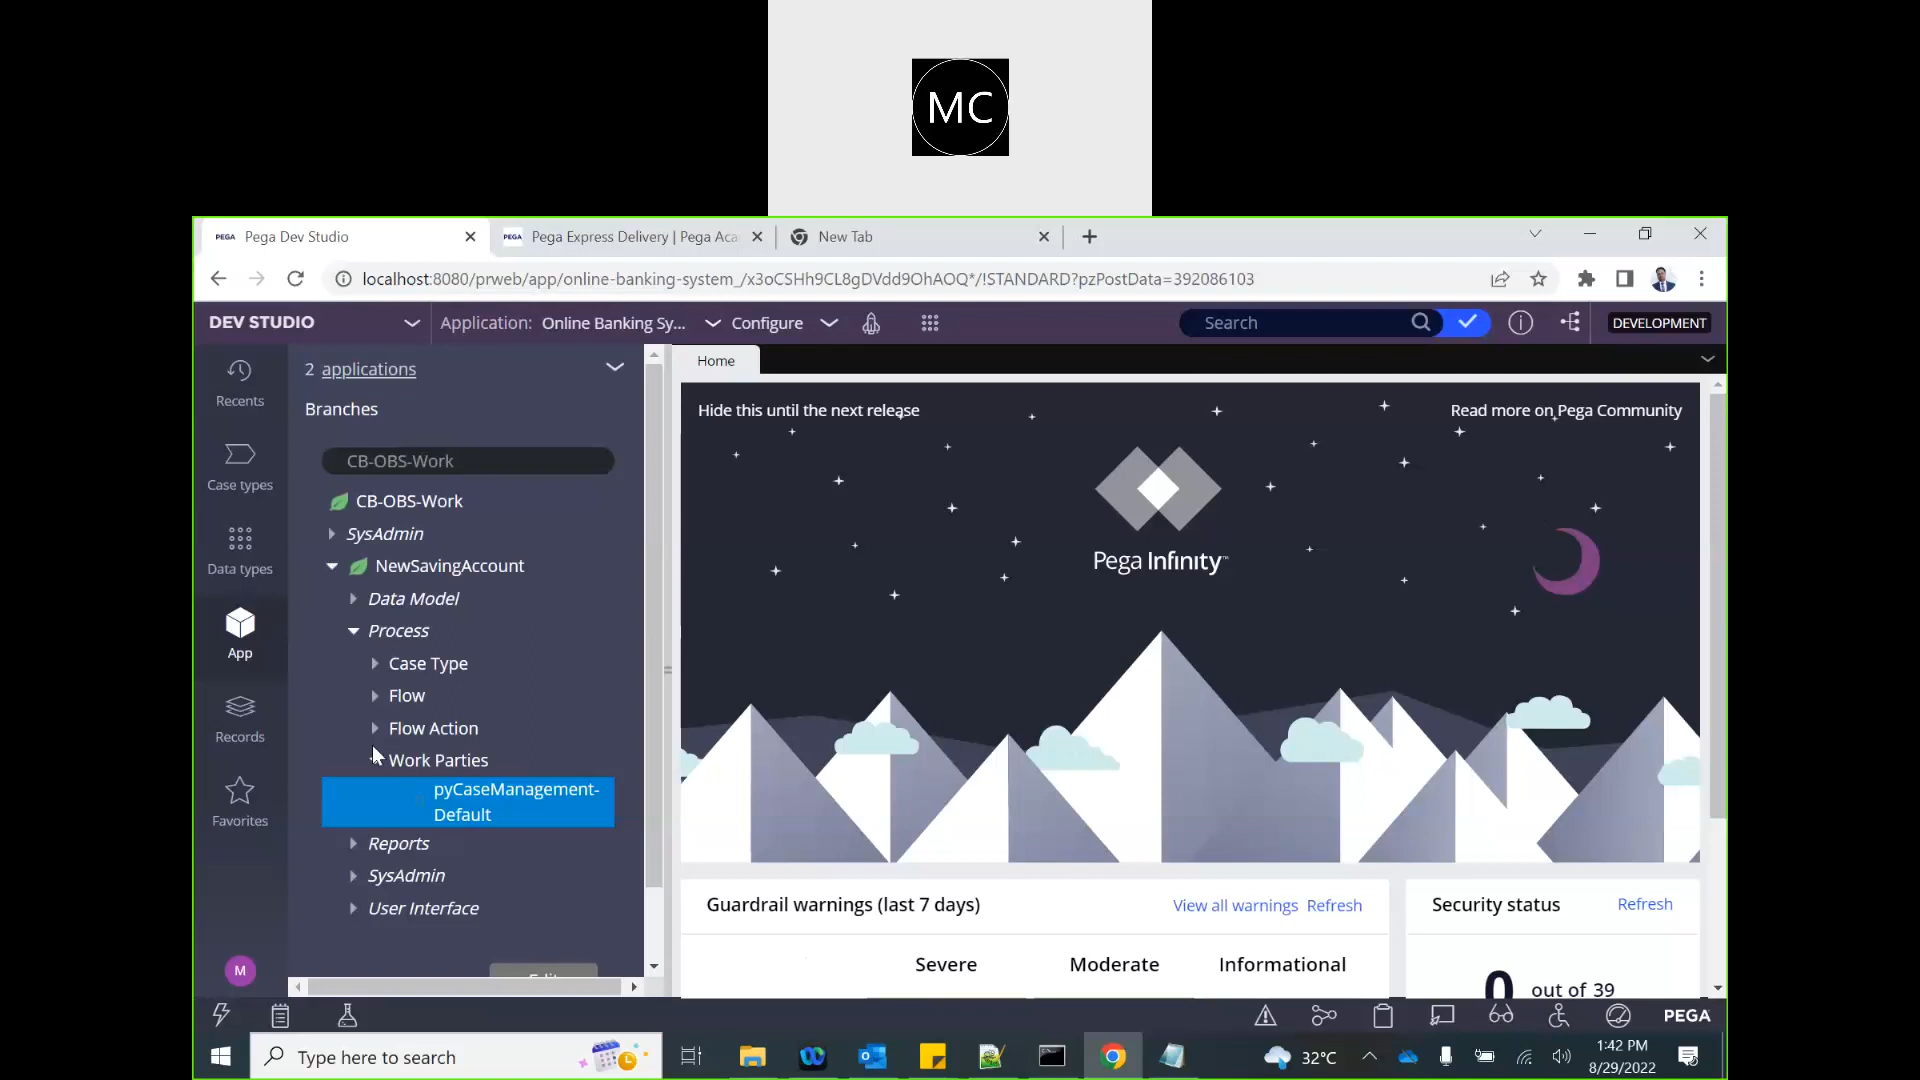 MC
PEGA Pega Dev Studio
PEGA Pega Express Delivery | Pega Aca
New Tab
localhost:8080/prweb/app/online-banking-system_/x3oCSHh9CL8gDVdd9OhAOQ*/!STANDARD?pzPostData=392086103
DEV STUDIO
Application: Online Banking Sy...
Configure
Search
DEVELOPMENT
Recents
Case types
Data types
App
Records
Favorites
M
2 applications
Branches
CB-OBS-Work
CB-OBS-Work
SysAdmin
NewSavingAccount
Data Model
Process
Case Type
Flow
Flow Action
Work Parties
pyCaseManagement-
Default
Reports
SysAdmin
User Interface
Home
Hide this until the next release
Read more on Pega Community
Pega Infinity™
Guardrail warnings (last 7 days)
View all warnings Refresh
Severe Moderate Informational
Security status
Refresh
0 out of 39
PEGA
Type here to search
32°C
1:42 PM
8/29/2022